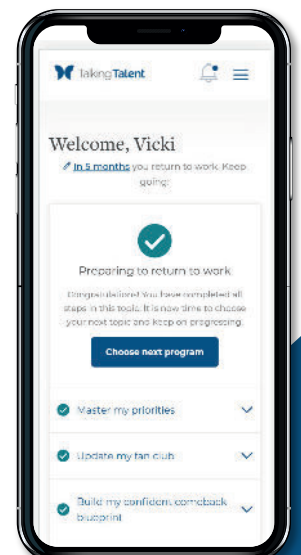 Taking Talent
Welcome, Vicki
In 5 months you return to work. Keep
going!
Preparing to return to work
Congratulations! You have completed all
steps in this topic. It is now time to choose
your next topic and keep on progressing.
Choose next program
Master my priorities
Update my fan club
Build my confident comeback
blueprint